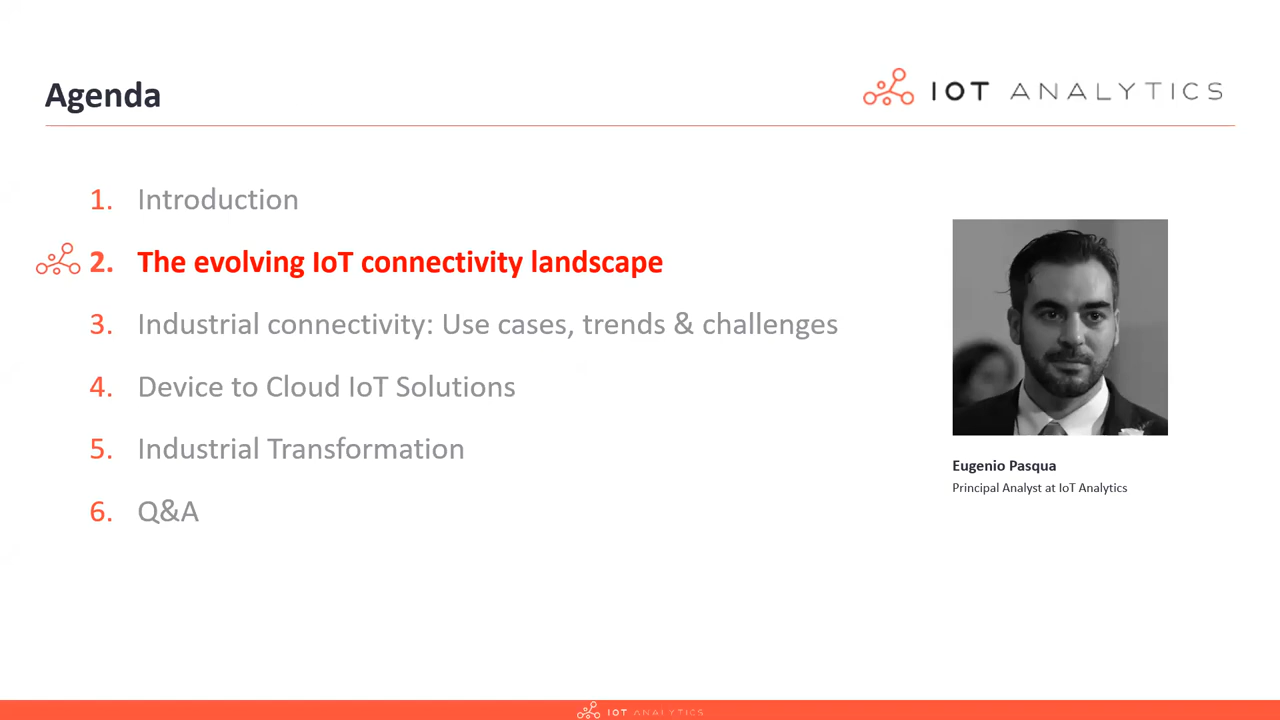 Agenda
IOT ANALYTICS
1. Introduction
2. The evolving IoT connectivity landscape
3. Industrial connectivity: Use cases, trends & challenges
4. Device to Cloud IoT Solutions
5. Industrial Transformation
6. Q&A
Eugenio Pasqua
Principal Analyst at IoT Analytics
IOT ANALYTICS